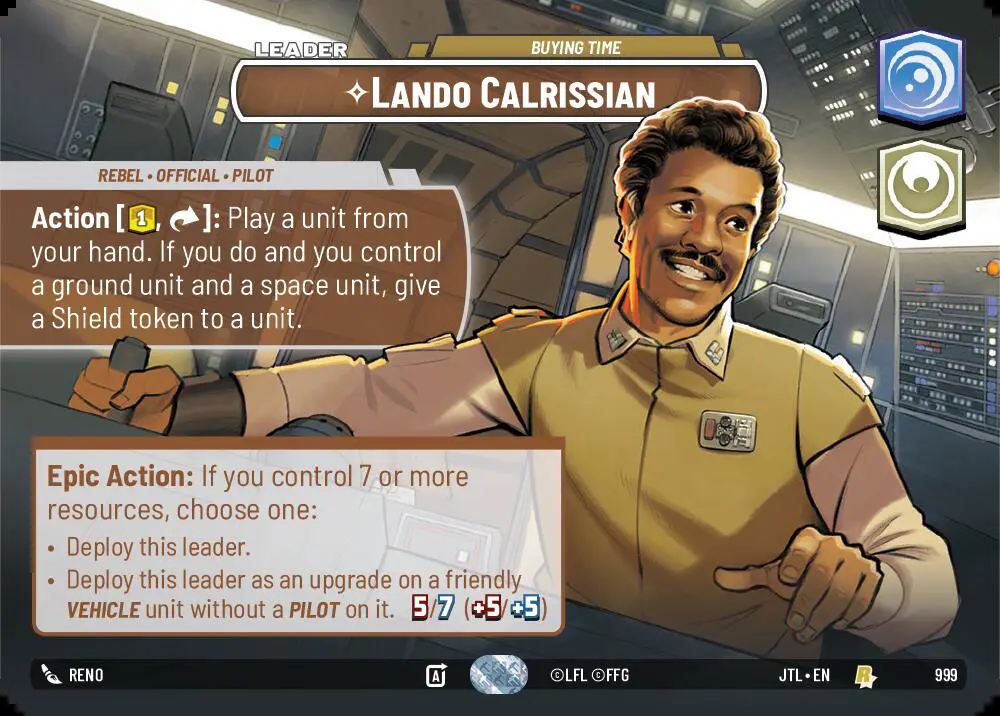 LEADER
BUYING TIME
✧LANDO CALRISSIAN
REBEL • OFFICIAL • PILOT
Action [1, ]: Play a unit from
your hand. If you do and you control
a ground unit and a space unit, give
a Shield token to a unit.
Epic Action: If you control 7 or more
resources, choose one:
• Deploy this leader.
• Deploy this leader as an upgrade on a friendly
VEHICLE unit without a PILOT on it. 5/7 (+5/+5)
RENO
A
©LFL ©FFG
JTL • EN
R
999